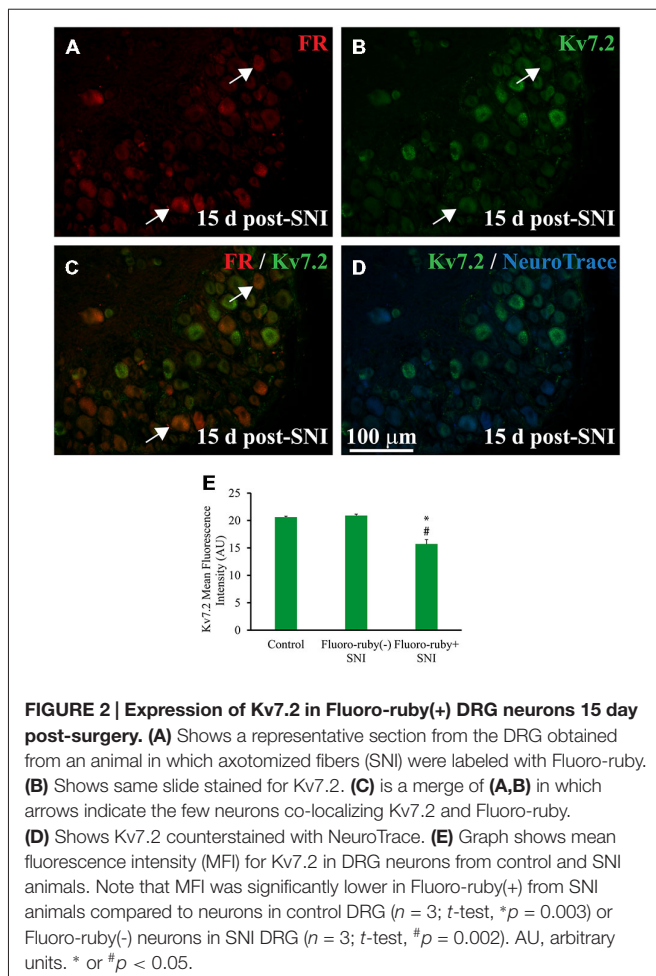 A
FR
B
Kv7.2
15 d post-SNI
15 d post-SNI
C
FR / Kv7.2
D
Kv7.2 / NeuroTrace
15 d post-SNI
100 μm
15 d post-SNI
E
Kv7.2 Mean Fluorescence
Intensity (AU)
25
20
15
10
5
0
*
#
Control
Fluoro-ruby(-)
SNI
Fluoro-ruby+
SNI
FIGURE 2 | Expression of Kv7.2 in Fluoro-ruby(+) DRG neurons 15 day
post-surgery. (A) Shows a representative section from the DRG obtained
from an animal in which axotomized fibers (SNI) were labeled with Fluoro-ruby.
(B) Shows same slide stained for Kv7.2. (C) is a merge of (A,B) in which
arrows indicate the few neurons co-localizing Kv7.2 and Fluoro-ruby.
(D) Shows Kv7.2 counterstained with NeuroTrace. (E) Graph shows mean
fluorescence intensity (MFI) for Kv7.2 in DRG neurons from control and SNI
animals. Note that MFI was significantly lower in Fluoro-ruby(+) from SNI
animals compared to neurons in control DRG (n = 3; t-test, *p = 0.003) or
Fluoro-ruby(-) neurons in SNI DRG (n = 3; t-test, #p = 0.002). AU, arbitrary
units. * or #p < 0.05.